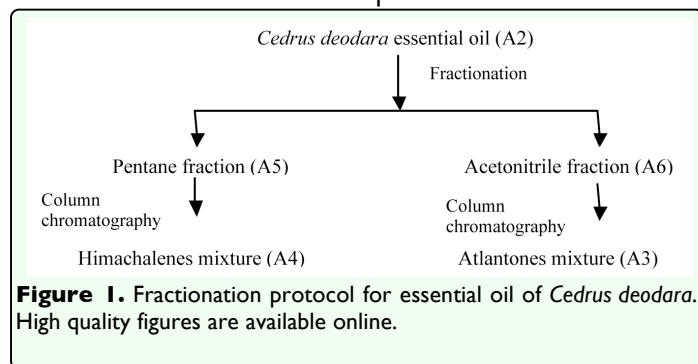 Cedrus deodara essential oil (A2)
Fractionation
Pentane fraction (A5)
Acetonitrile fraction (A6)
Column
chromatography
Column
chromatography
Himachalenes mixture (A4)
Atlantones mixture (A3)
Figure 1. Fractionation protocol for essential oil of Cedrus deodara.
High quality figures are available online.